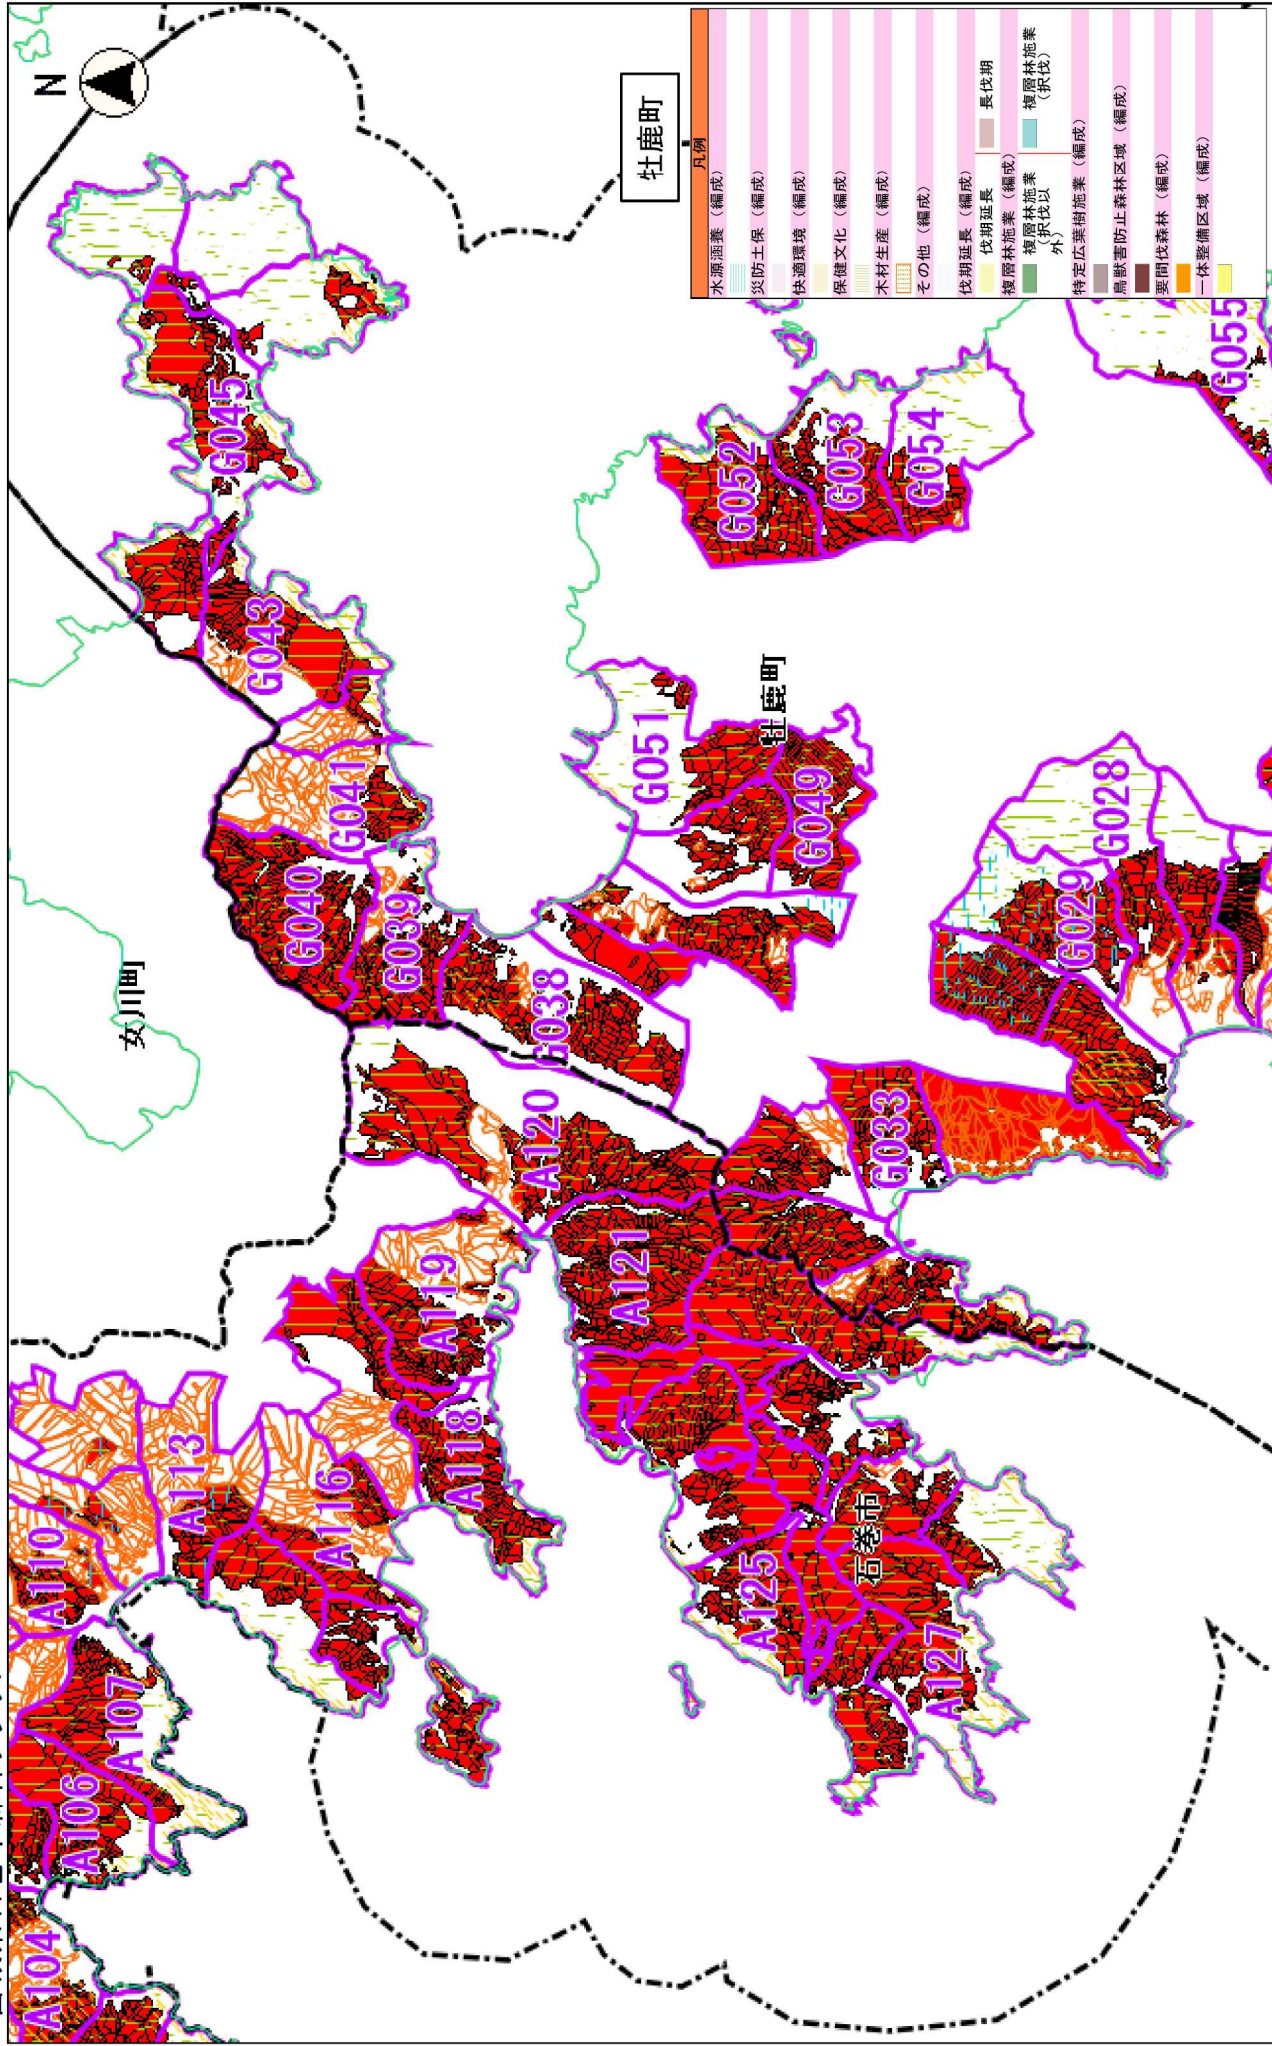 N
牡鹿町
凡例
水源涵養（編成）
災防土保（編成）
快適環境（編成）
保健文化（編成）
木材生産（編成）
その他（編成）
伐期延長（編成）
伐期延長 長伐期
複層林施業（編成）
複層林施業（択伐以外） 複層林施業（択伐）
特定広葉樹施業（編成）
鳥獣害防止森林区域（編成）
要間伐森林（編成）
一体整備区域（編成）
女川町
牡鹿町
石巻市
G045
G043
G041
G040
G039
G038
G052
G053
G054
G055
G051
G049
G028
G029
G033
A120
A121
A119
A118
A116
A113
A110
A107
A106
A104
A125
A127